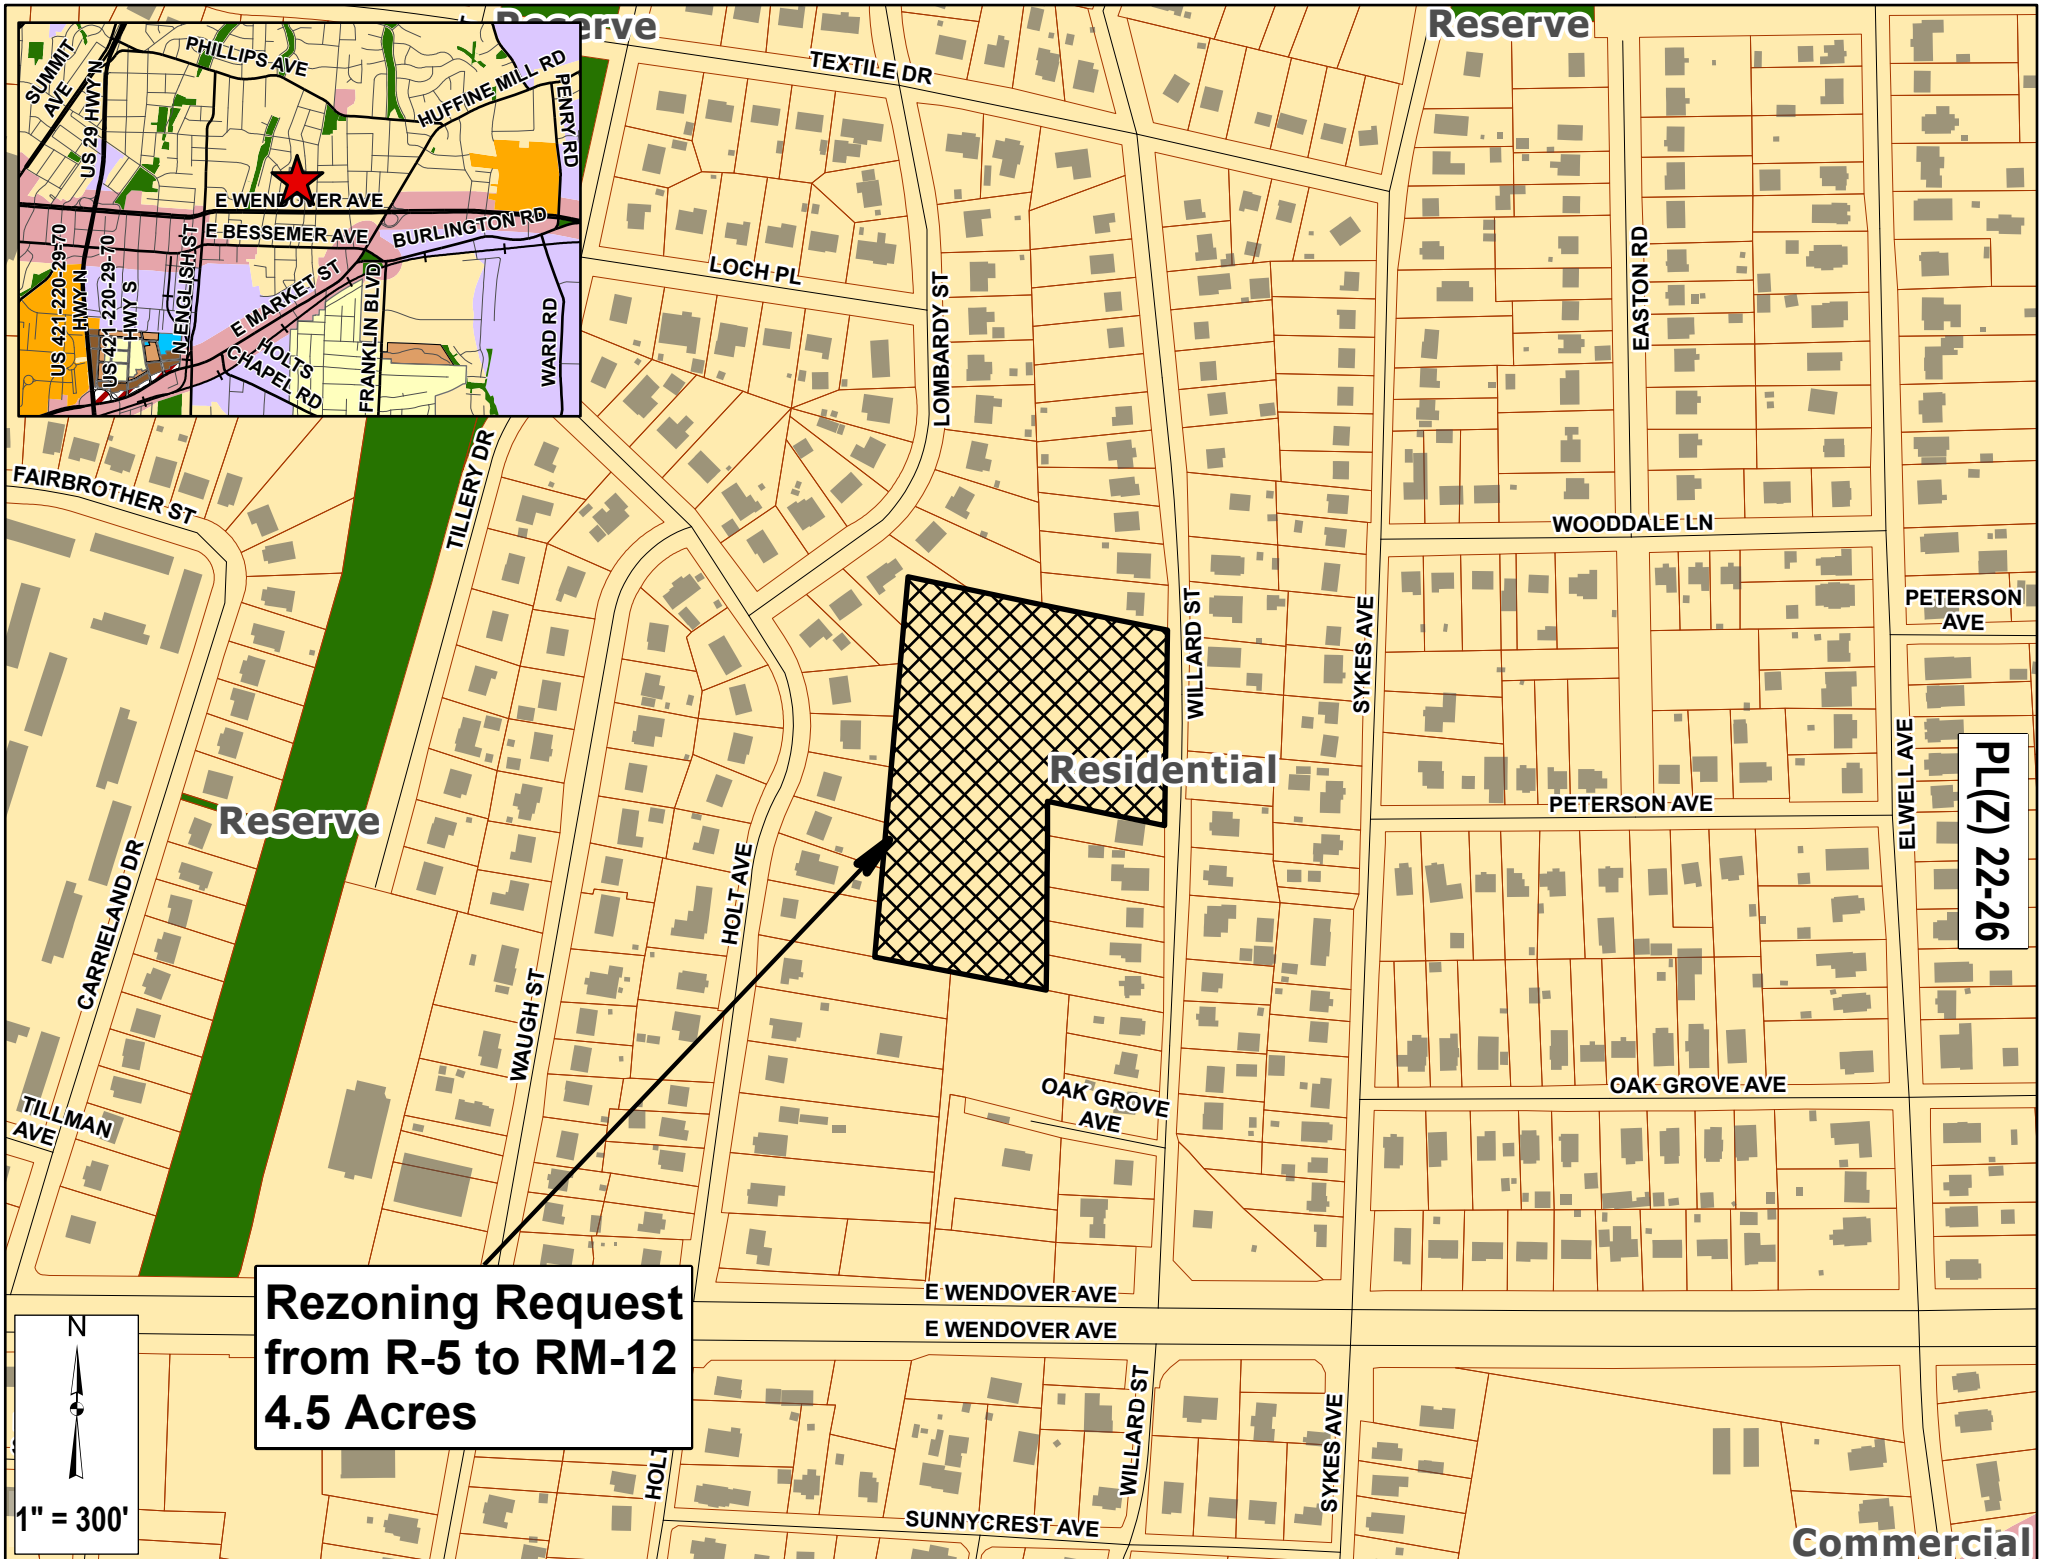 Reserve
Reserve
TEXTILE DR
PHILLIPS AVE
SUMMIT
AVE
US 29 HWY N
HUFFINE MILL RD
PENRY RD
E WENDOVER AVE
E BESSEMER AVE
BURLINGTON RD
US 421-220-29-70
HWY N
US 421-220-29-70
HWY S
N ENGLISH ST
E MARKET ST
HOLTS
CHAPEL RD
FRANKLIN BLVD
WARD RD
LOCH PL
LOMBARDY ST
EASTON RD
FAIRBROTHER ST
TILLERY DR
WOODDALE LN
WILLARD ST
SYKES AVE
PETERSON
AVE
Residential
PETERSON AVE
ELWELL AVE
PL(Z) 22-26
Reserve
CARRIELAND DR
HOLT AVE
WAUGH ST
OAK GROVE
AVE
OAK GROVE AVE
TILLMAN
AVE
E WENDOVER AVE
E WENDOVER AVE
Rezoning Request
from R-5 to RM-12
4.5 Acres
N
1" = 300'
HOLT
WILLARD ST
SYKES AVE
SUNNYCREST AVE
Commercial